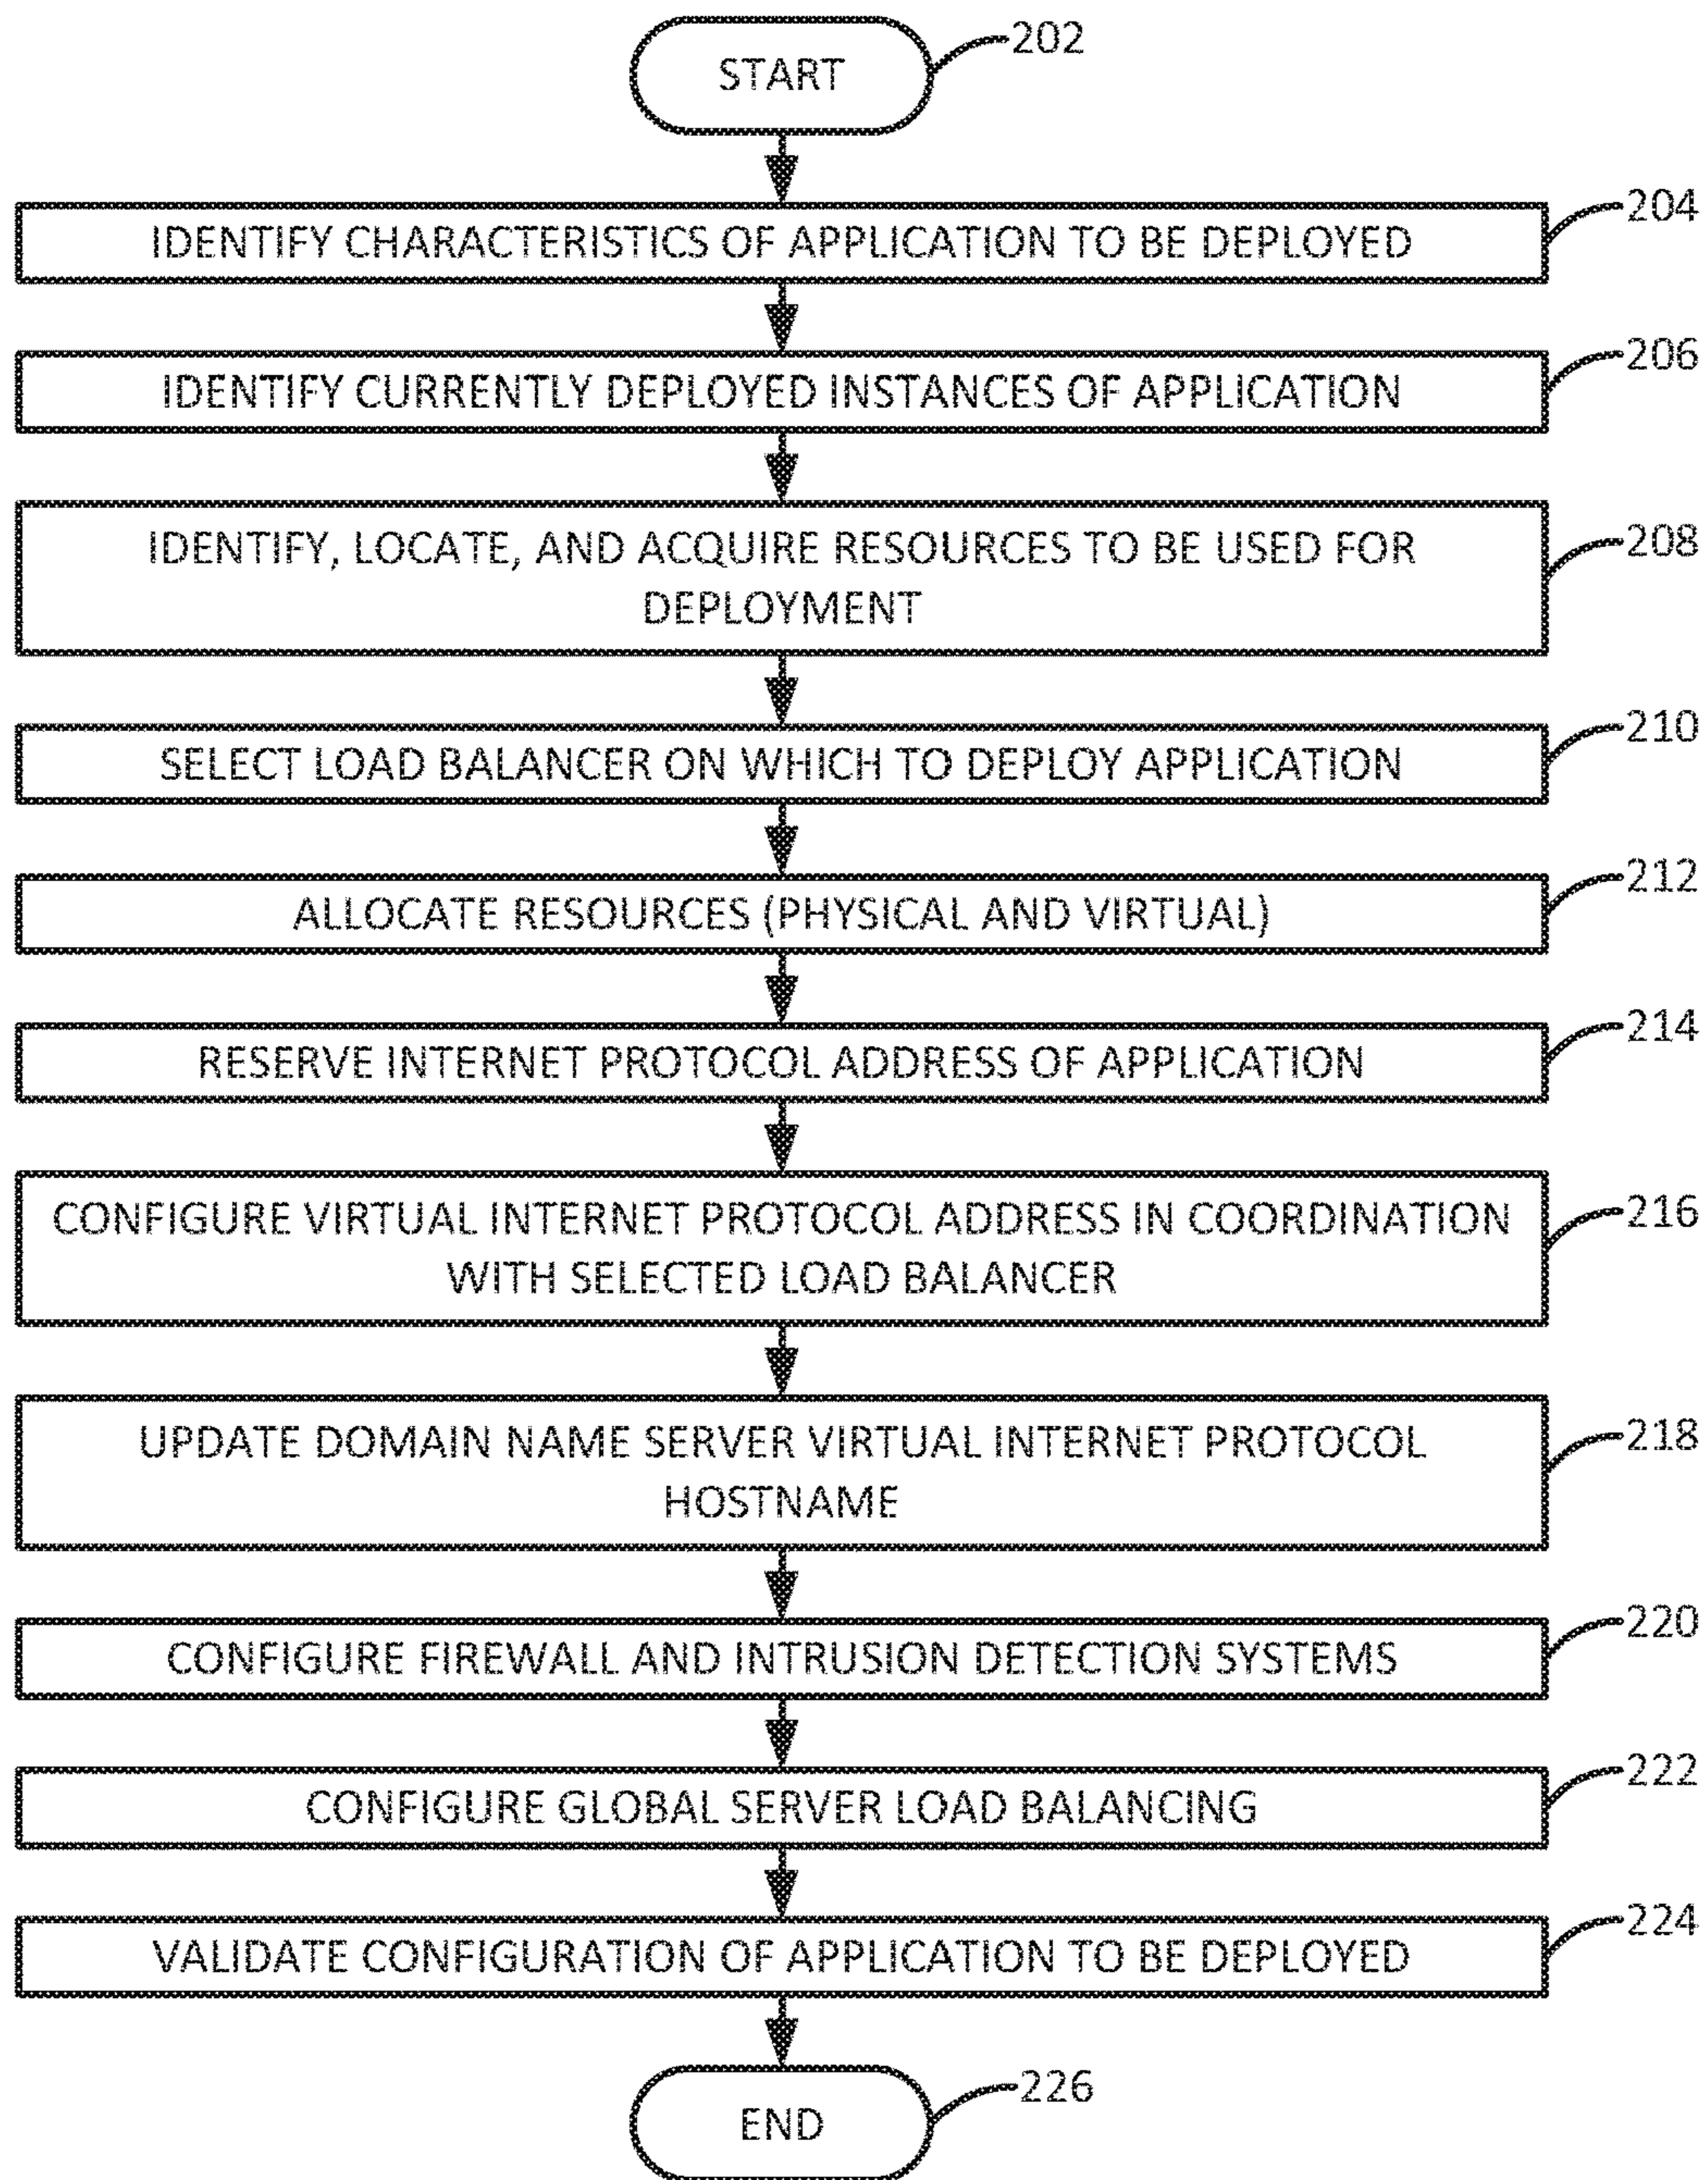 START
202
IDENTIFY CHARACTERISTICS OF APPLICATION TO BE DEPLOYED
204
IDENTIFY CURRENTLY DEPLOYED INSTANCES OF APPLICATION
206
IDENTIFY, LOCATE, AND ACQUIRE RESOURCES TO BE USED FOR
DEPLOYMENT
208
SELECT LOAD BALANCER ON WHICH TO DEPLOY APPLICATION
210
ALLOCATE RESOURCES (PHYSICAL AND VIRTUAL)
212
RESERVE INTERNET PROTOCOL ADDRESS OF APPLICATION
214
CONFIGURE VIRTUAL INTERNET PROTOCOL ADDRESS IN COORDINATION
WITH SELECTED LOAD BALANCER
216
UPDATE DOMAIN NAME SERVER VIRTUAL INTERNET PROTOCOL
HOSTNAME
218
CONFIGURE FIREWALL AND INTRUSION DETECTION SYSTEMS
220
CONFIGURE GLOBAL SERVER LOAD BALANCING
222
VALIDATE CONFIGURATION OF APPLICATION TO BE DEPLOYED
224
END
226